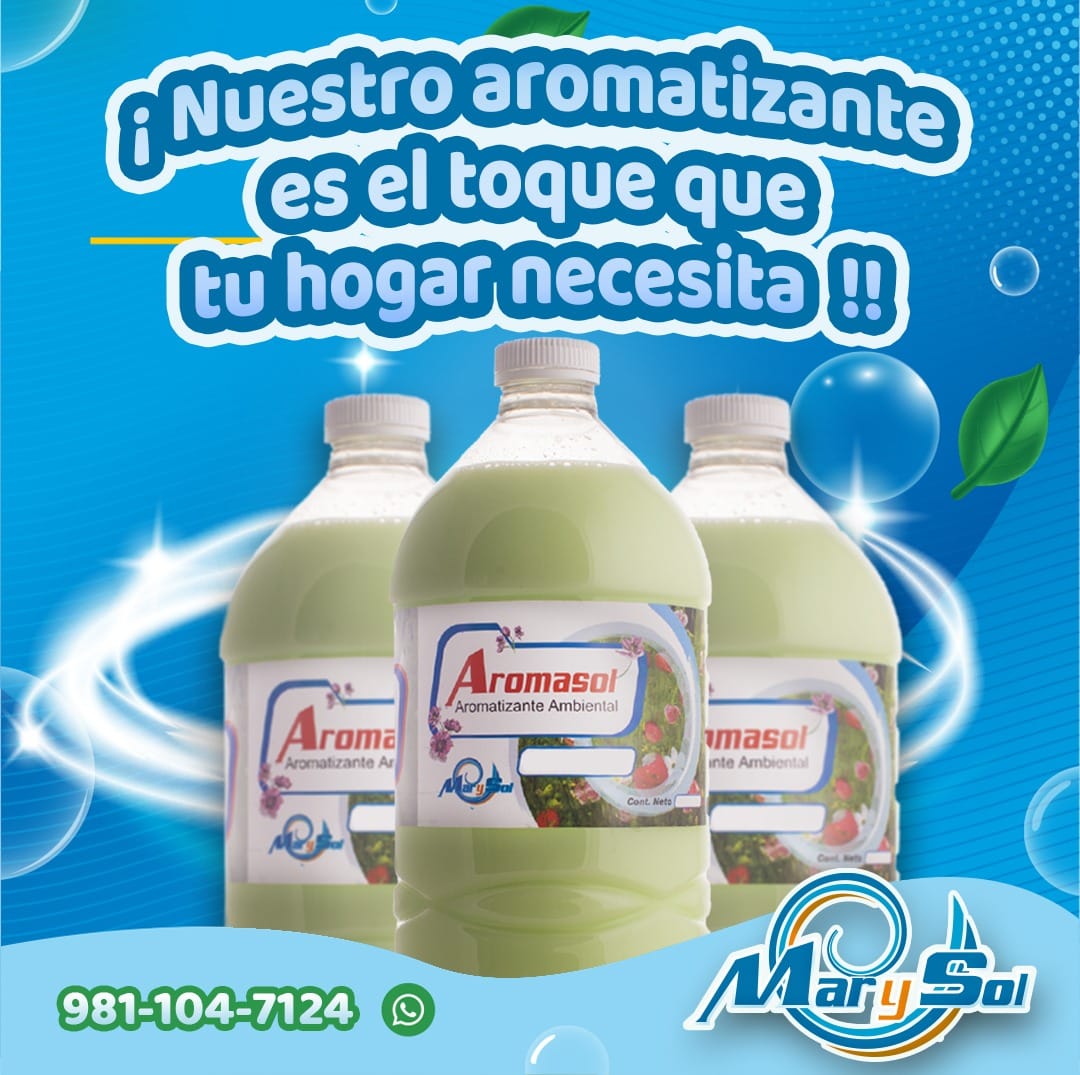 ¡ Nuestro aromatizante
es el toque que
tu hogar necesita !!
Aromasol
Aromatizante Ambiental
Mar y Sol
Cont. Neto
Aroma
Aromatizante A
Mar y Sol
omasol
nte Ambiental
Cont. Neto
981-104-7124
Mar y Sol